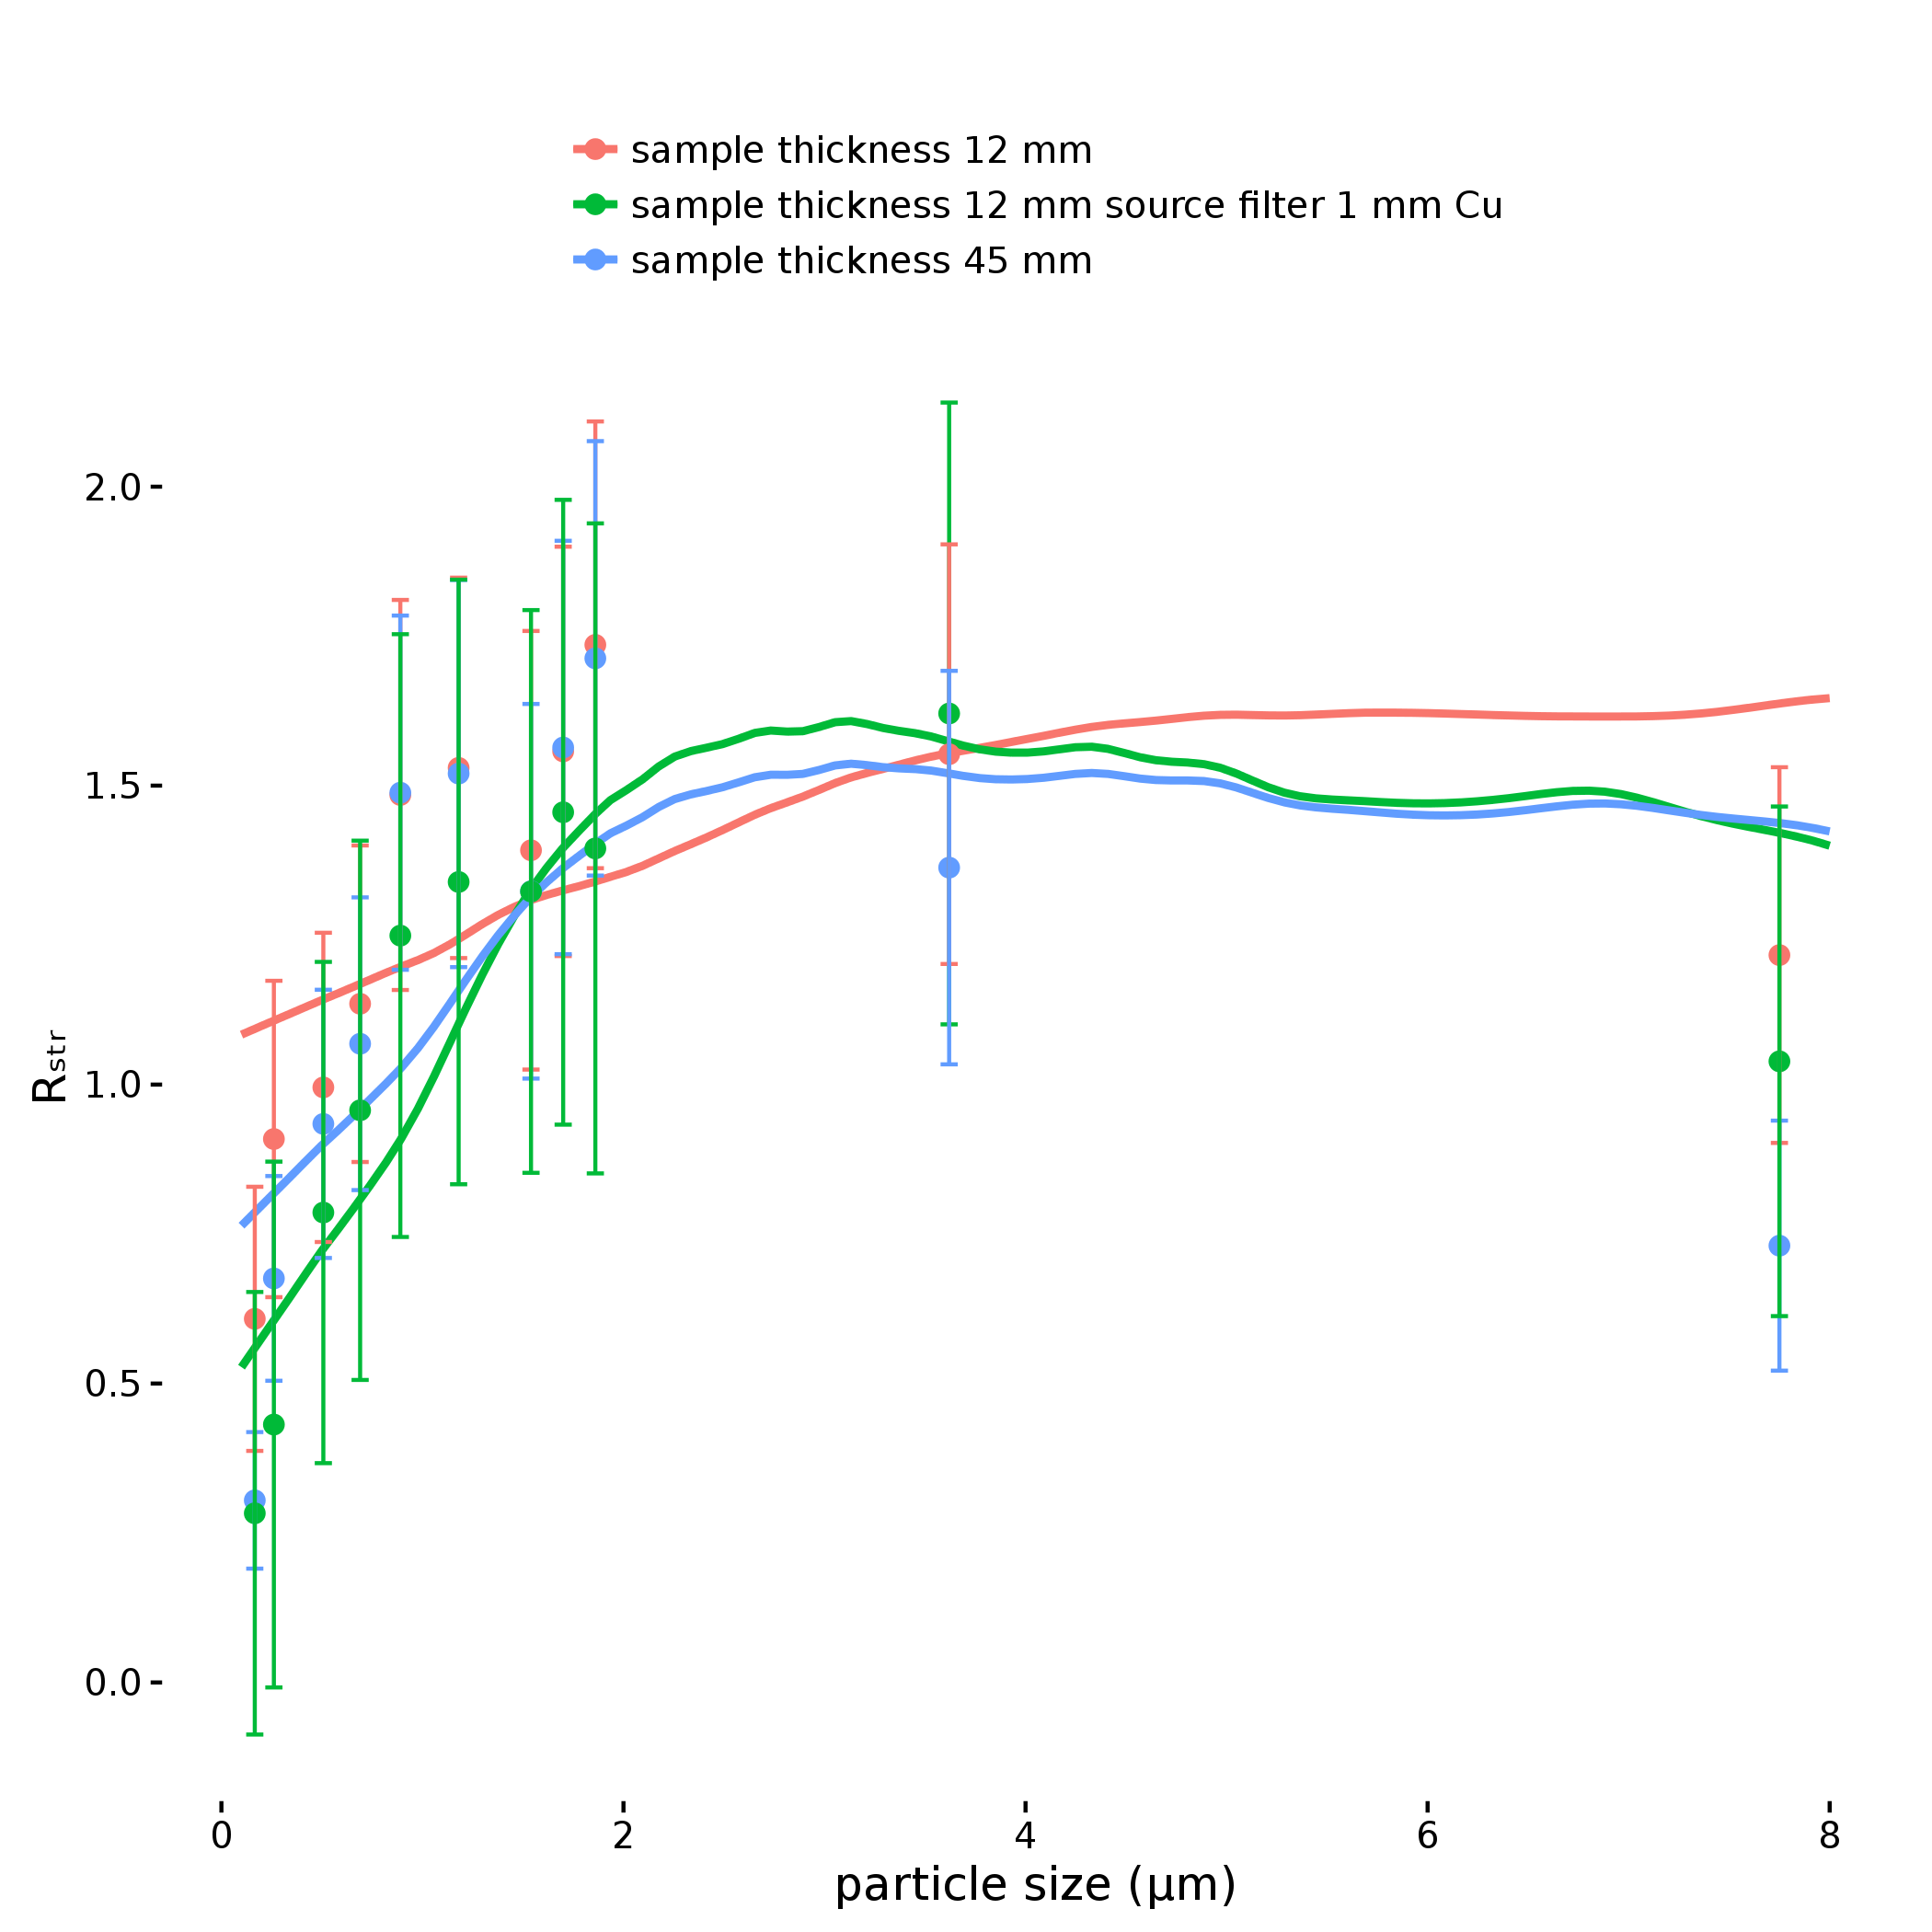 sample thickness 12 mm
sample thickness 12 mm source filter 1 mm Cu
sample thickness 45 mm
2.0
1.5
1.0
0.5
0.0
Rstr
0 2 4 6 8
particle size (µm)